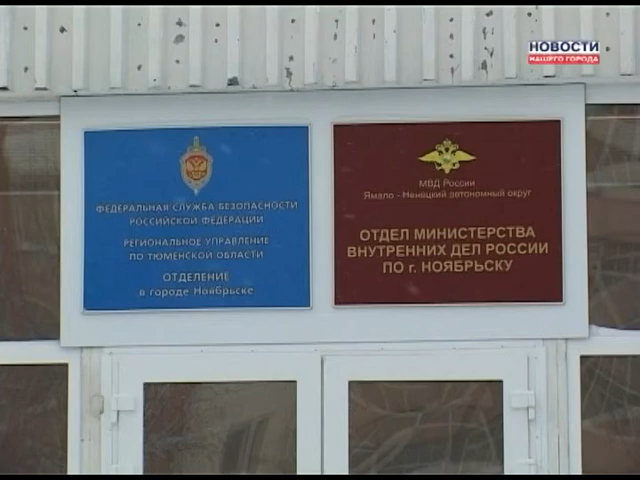 НОВОСТИ
НАШЕГО ГОРОДА
ФЕДЕРАЛЬНАЯ СЛУЖБА БЕЗОПАСНОСТИ
РОССИЙСКОЙ ФЕДЕРАЦИИ
РЕГИОНАЛЬНОЕ УПРАВЛЕНИЕ
ПО ТЮМЕНСКОЙ ОБЛАСТИ
ОТДЕЛЕНИЕ
в городе Ноябрьске
МВД России
Ямало - Ненецкий автономный округ
ОТДЕЛ МИНИСТЕРСТВА
ВНУТРЕННИХ ДЕЛ РОССИИ
ПО г. НОЯБРЬСКУ